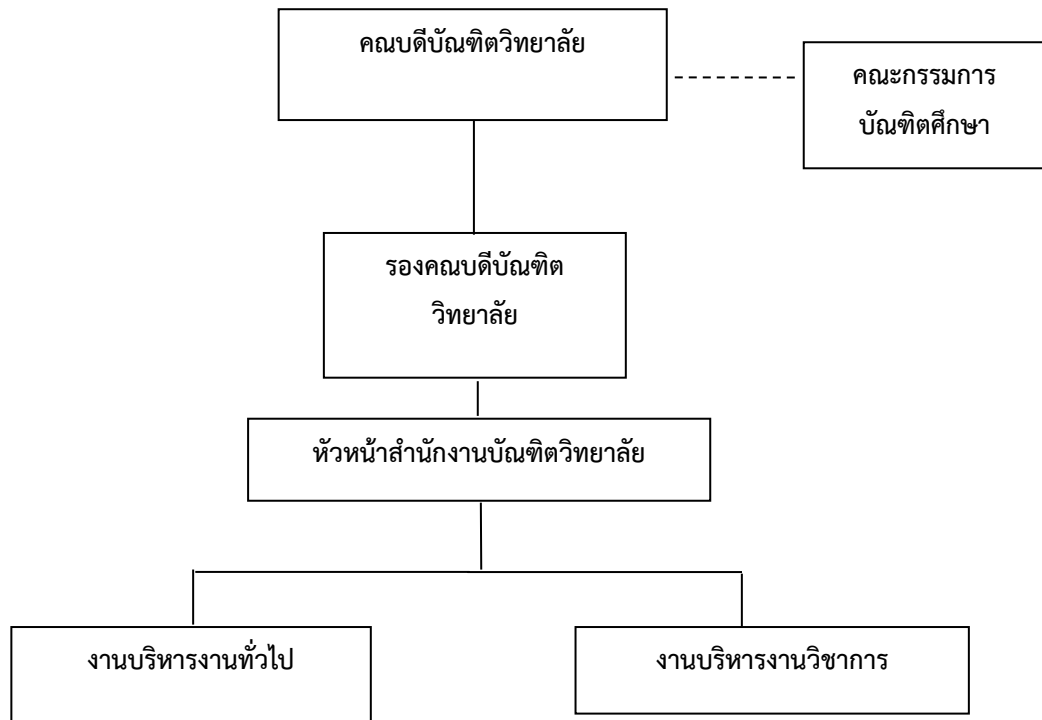 คณบดีบัณฑิตวิทยาลัย
คณะกรรมการ
บัณฑิตศึกษา
รองคณบดีบัณฑิต
วิทยาลัย
หัวหน้าสำนักงานบัณฑิตวิทยาลัย
งานบริหารงานทั่วไป
งานบริหารงานวิชาการ